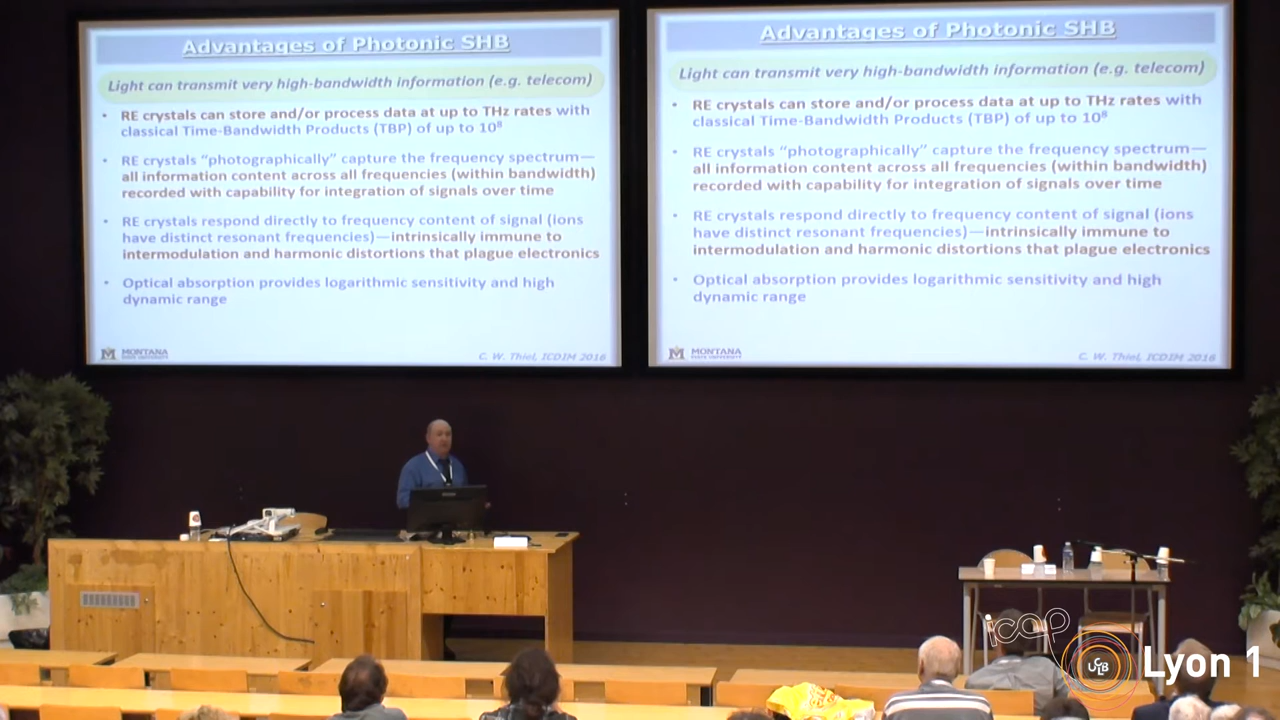 Advantages of Photonic SHB
Light can transmit very high-bandwidth information (e.g. telecom)
• RE crystals can store and/or process data at up to THz rates with
classical Time-Bandwidth Products (TBP) of up to 10⁸
• RE crystals “photographically” capture the frequency spectrum—
all information content across all frequencies (within bandwidth)
recorded with capability for integration of signals over time
• RE crystals respond directly to frequency content of signal (ions
have distinct resonant frequencies)—intrinsically immune to
intermodulation and harmonic distortions that plague electronics
• Optical absorption provides logarithmic sensitivity and high
dynamic range
M MONTANA
STATE UNIVERSITY
C. W. Thiel, ICDIM 2016
Advantages of Photonic SHB
Light can transmit very high-bandwidth information (e.g. telecom)
• RE crystals can store and/or process data at up to THz rates with
classical Time-Bandwidth Products (TBP) of up to 10⁸
• RE crystals “photographically” capture the frequency spectrum—
all information content across all frequencies (within bandwidth)
recorded with capability for integration of signals over time
• RE crystals respond directly to frequency content of signal (ions
have distinct resonant frequencies)—intrinsically immune to
intermodulation and harmonic distortions that plague electronics
• Optical absorption provides logarithmic sensitivity and high
dynamic range
M MONTANA
STATE UNIVERSITY
C. W. Thiel, ICDIM 2016
icap
UCLB
Lyon 1